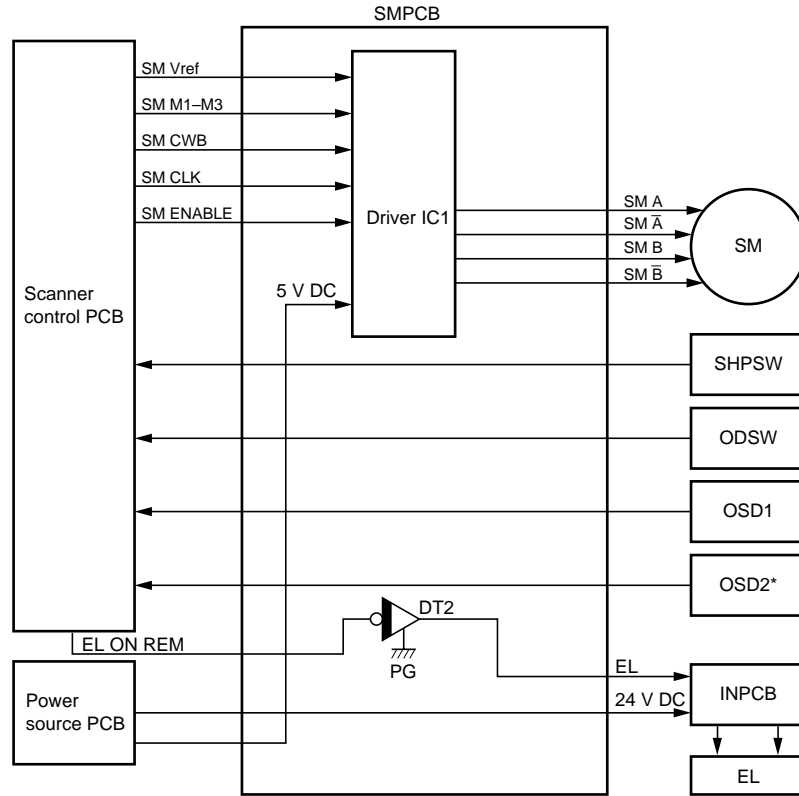 SMPCB
SM Vref
SM M1–M3
SM CWB
SM CLK
SM ENABLE
Driver IC1
SM A
SM A̅
SM B
SM B̅
SM
Scanner
control PCB
5 V DC
SHPSW
ODSW
OSD1
OSD2*
EL ON REM
DT2
PG
EL
24 V DC
INPCB
Power
source PCB
EL